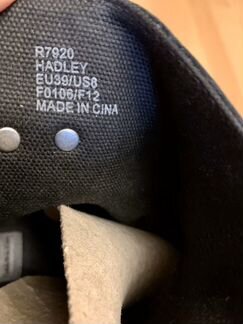 R7920
HADLEY
EU39/US8
F0106/F12
MADE IN CINA